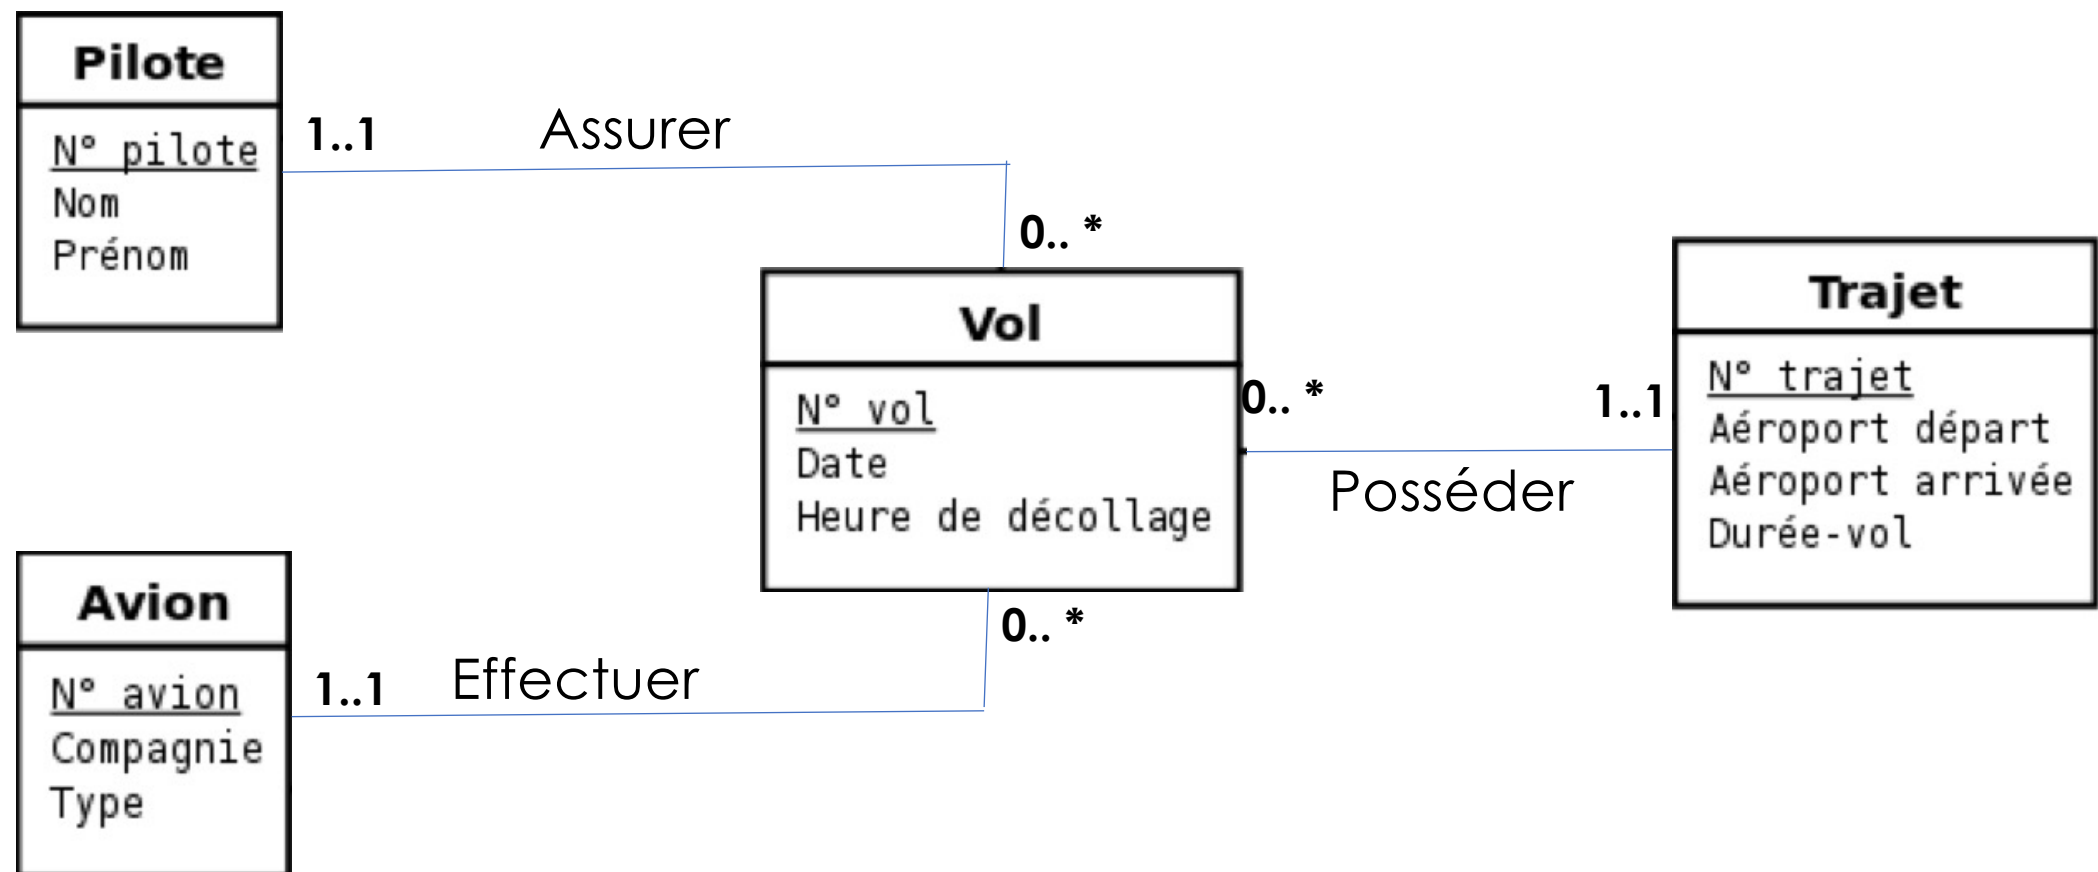 Pilote
N° pilote
Nom
Prénom
1..1
Assurer
0.. *
Vol
N° vol
Date
Heure de décollage
0.. *
1..1
Posséder
Trajet
N° trajet
Aéroport départ
Aéroport arrivée
Durée-vol
Avion
N° avion
Compagnie
Type
1..1
Effectuer
0.. *